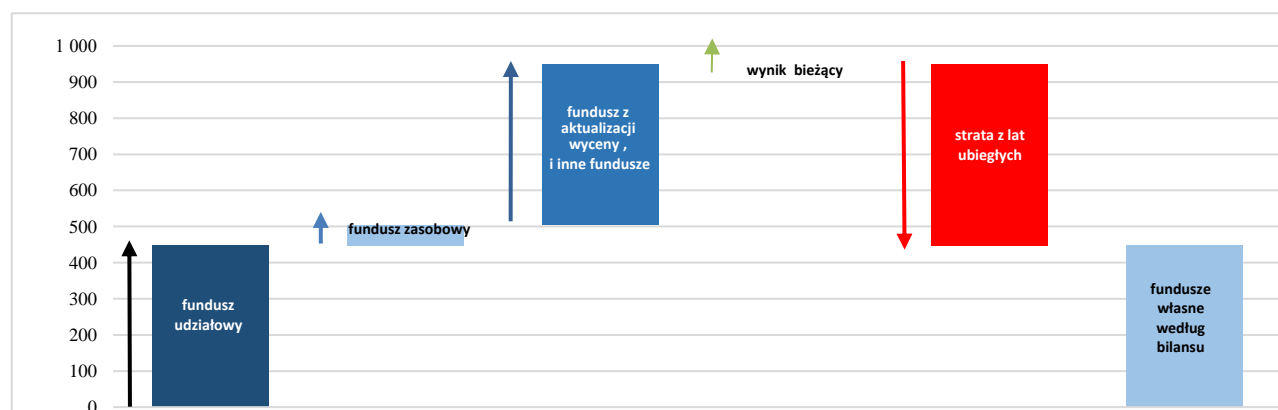 1 000
900
800
700
600
500
400
300
200
100
0
fundusz
udziałowy
fundusz zasobowy
fundusz z
aktualizacji
wyceny ,
i inne fundusze
wynik  bieżący
strata z lat
ubiegłych
fundusze
własne
według
bilansu